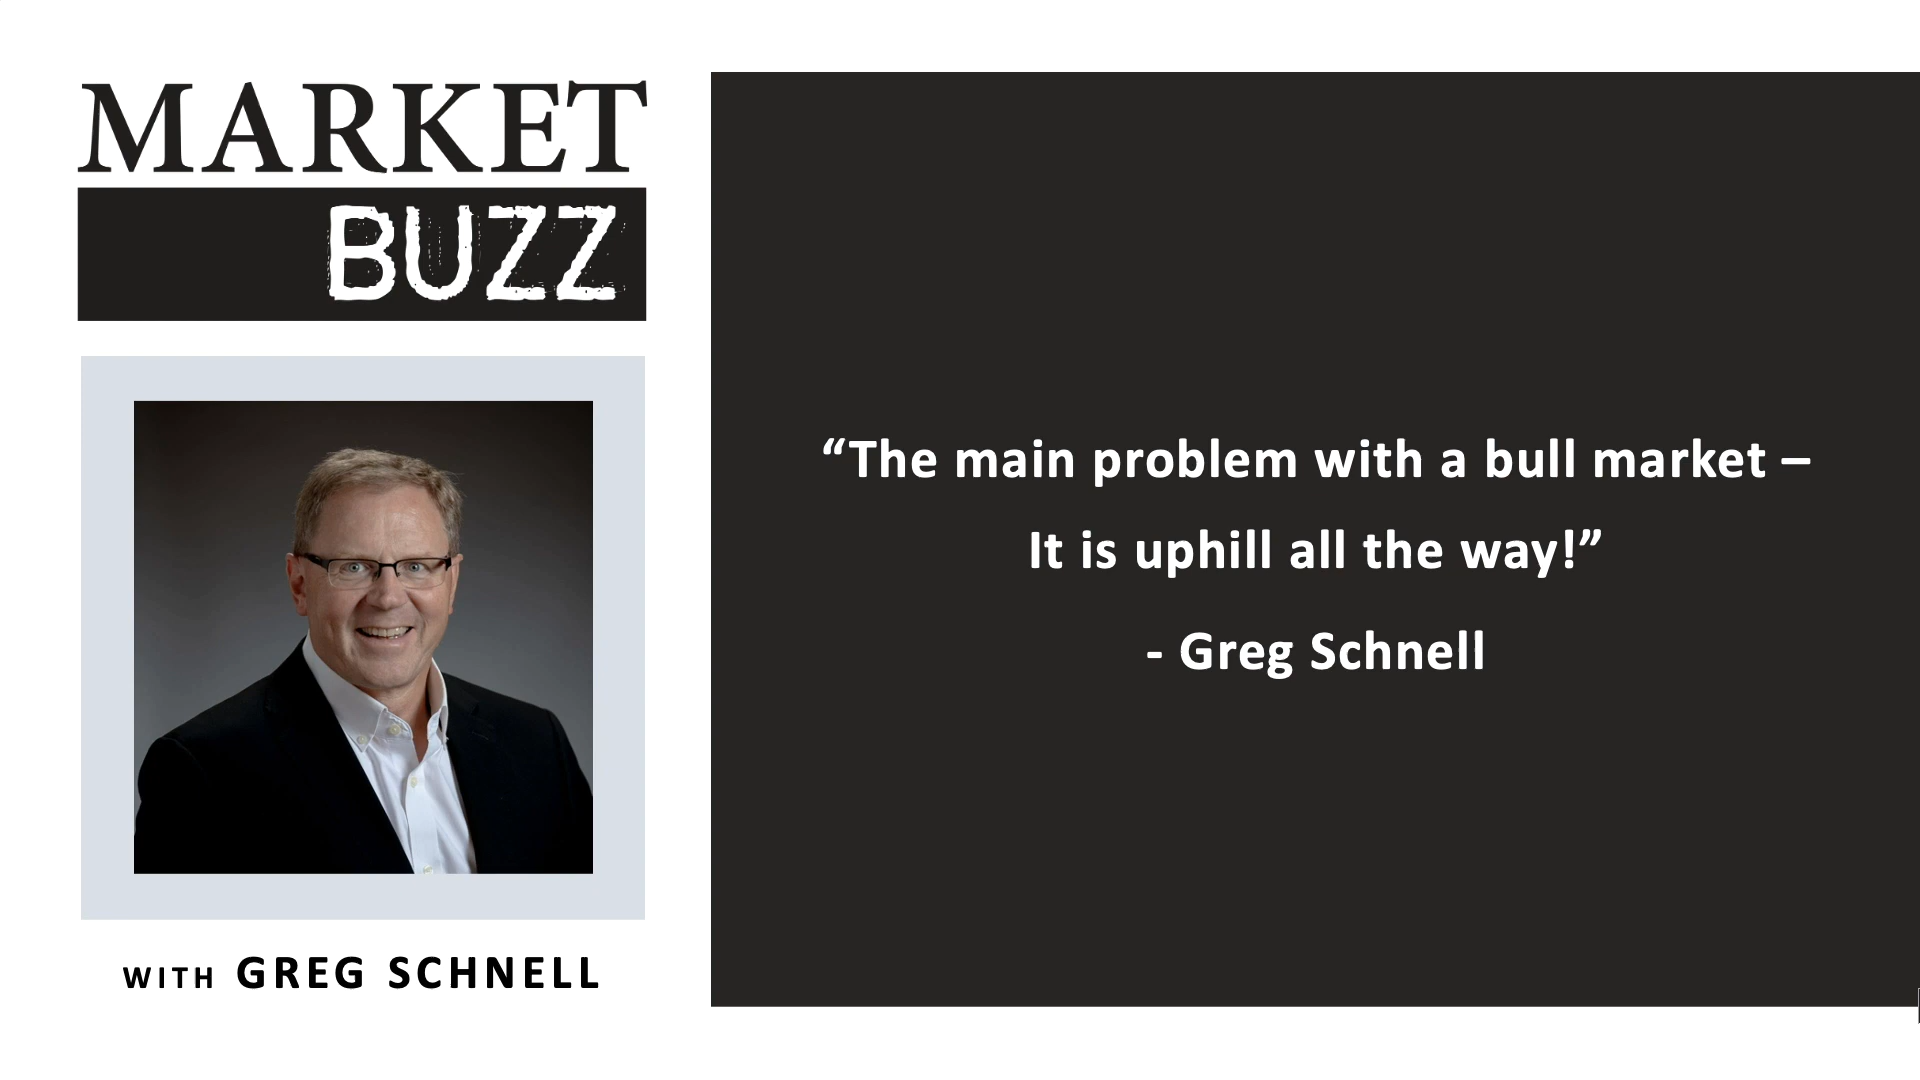 MARKET
BUZZ
WITH GREG SCHNELL
“The main problem with a bull market –
It is uphill all the way!”
- Greg Schnell